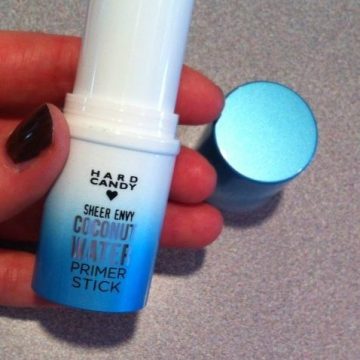 HARD
CANDY
SHEER ENVY
COCONUT
WATER
PRIMER
STICK